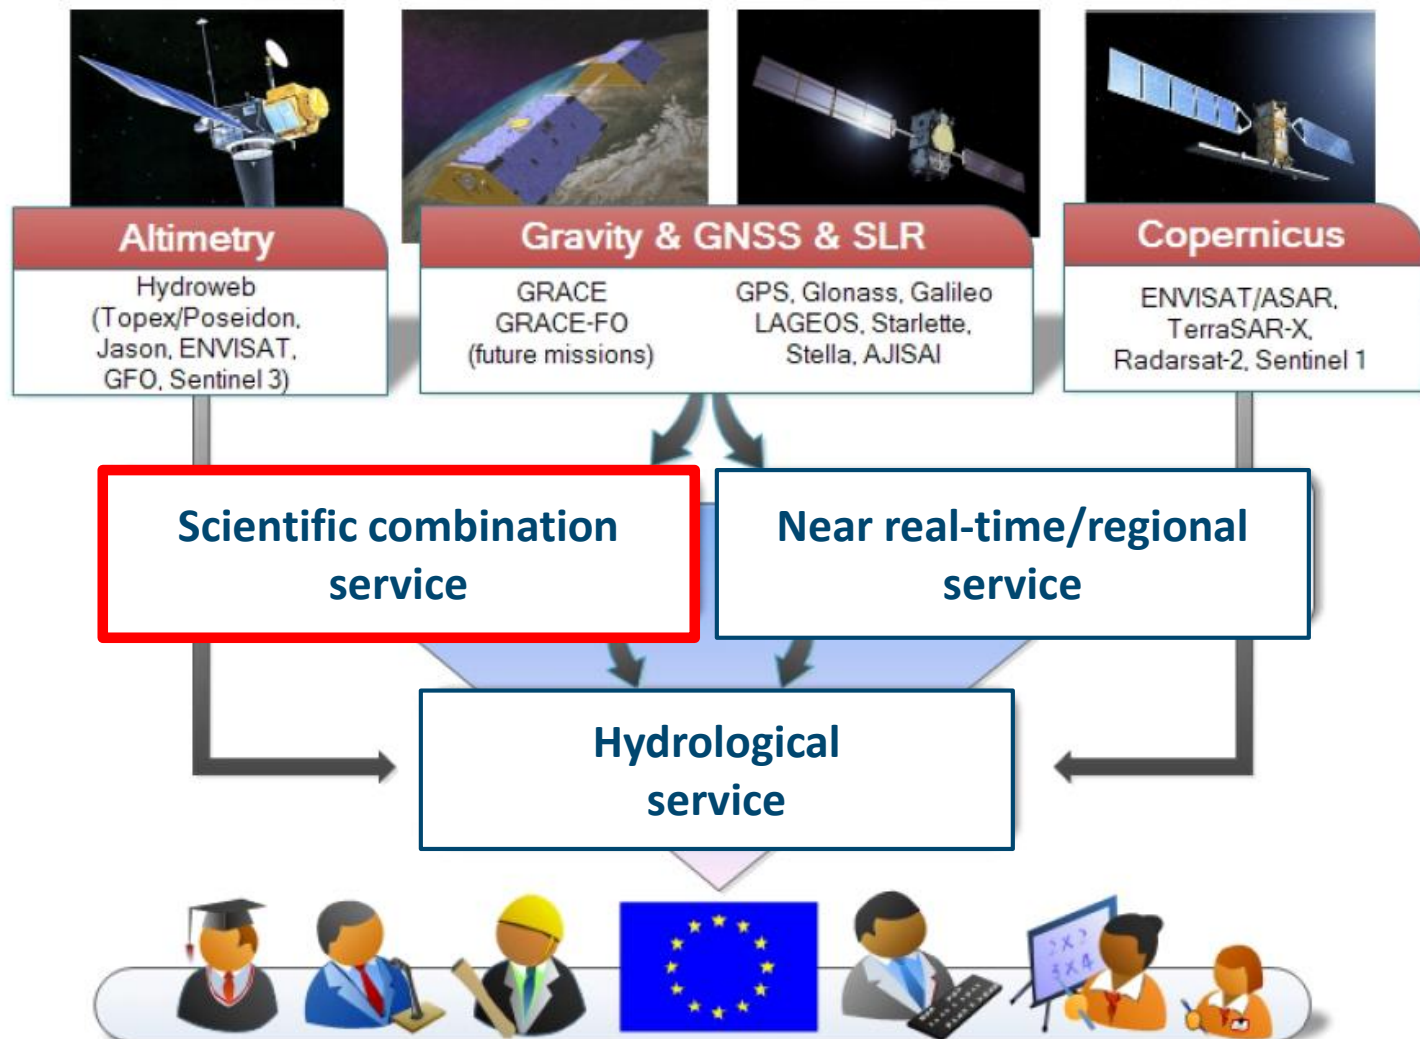 Altimetry
Hydroweb
(Topex/Poseidon,
Jason, ENVISAT,
GFO, Sentinel 3)
Gravity & GNSS & SLR
GRACE
GRACE-FO
(future missions)
GPS, Glonass, Galileo
LAGEOS, Starlette,
Stella, AJISAI
Copernicus
ENVISAT/ASAR,
TerraSAR-X,
Radarsat-2, Sentinel 1
Scientific combination
service
Near real-time/regional
service
Hydrological
service
2X2
3X4